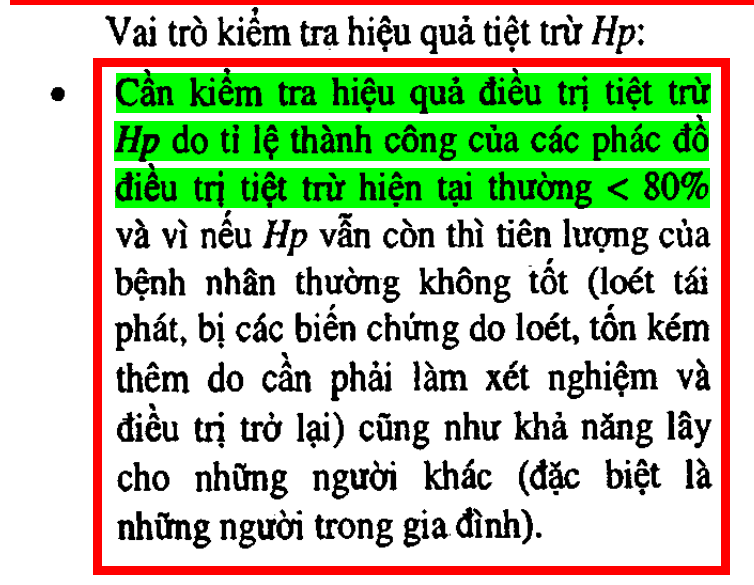 Vai trò kiểm tra hiệu quả tiệt trừ Hp:
• Cần kiểm tra hiệu quả điều trị tiệt trừ
Hp do tỉ lệ thành công của các phác đồ
điều trị tiệt trừ hiện tại thường < 80%
và vì nếu Hp vẫn còn thì tiên lượng của
bệnh nhân thường không tốt (loét tái
phát, bị các biến chứng do loét, tốn kém
thêm do cần phải làm xét nghiệm và
điều trị trở lại) cũng như khả năng lây
cho những người khác (đặc biệt là
những người trong gia đình).